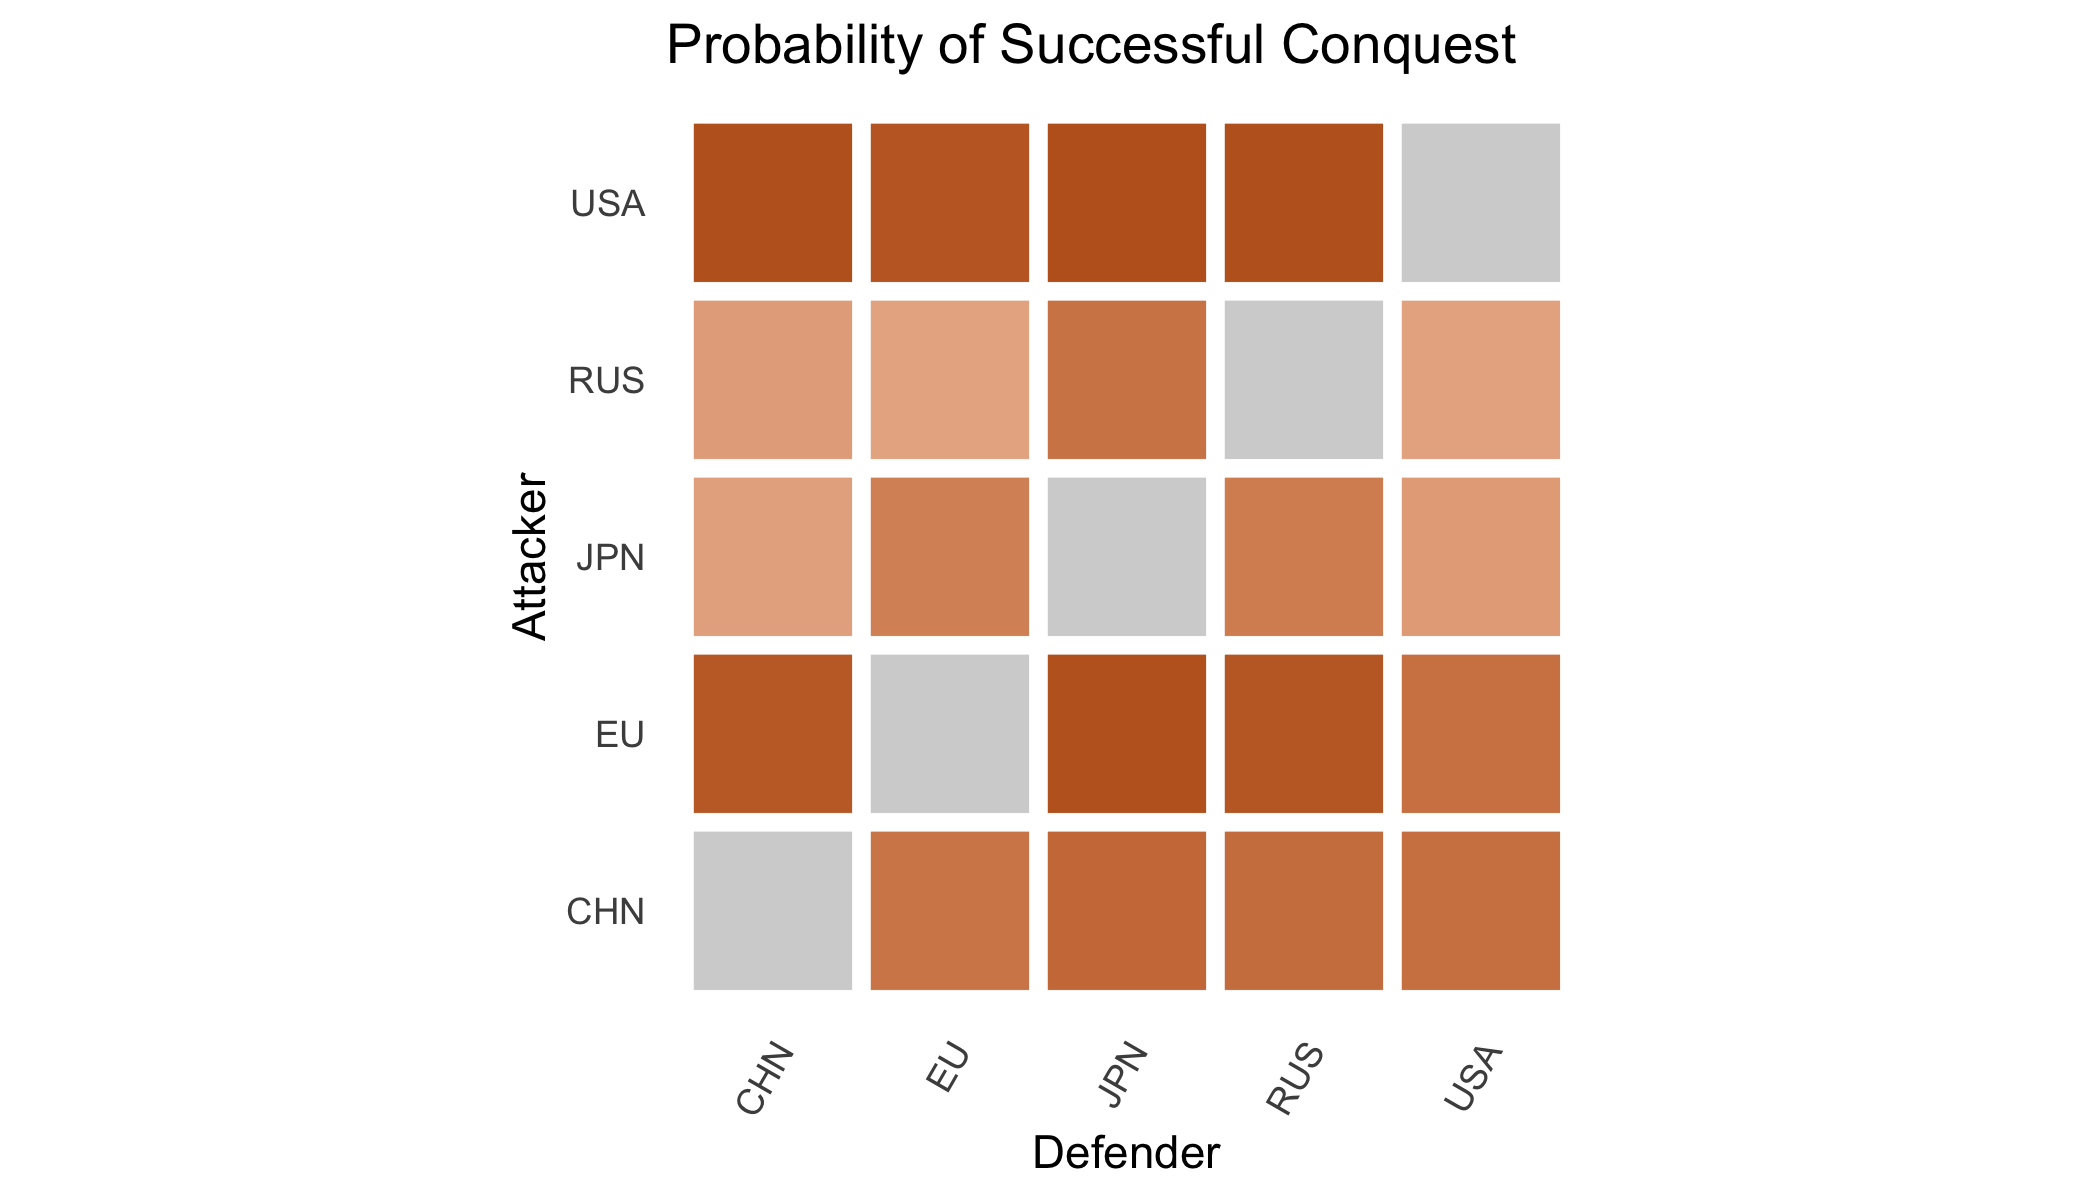 Probability of Successful Conquest
Attacker
USA
RUS
JPN
EU
CHN
CHN
EU
JPN
RUS
USA
Defender